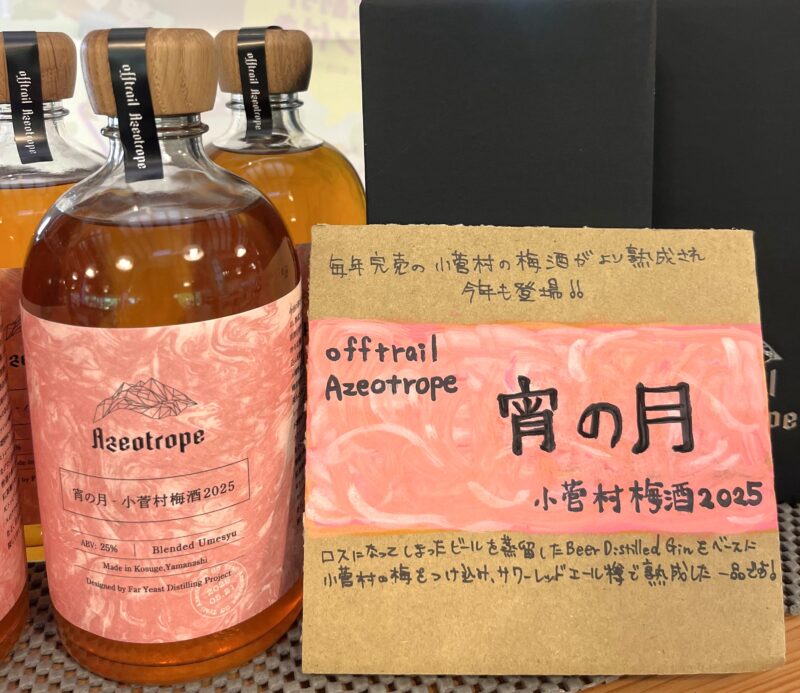 offtrail Azeotrope
offtrail Azeotrope
offtrail Azeotrope
Azeotrope
宵の月 - 小菅村梅酒2025
ABV: 25% | Blended Umesyu
Made in Kosuge,Yamanashi
Designed by Far Yeast Distilling Project
毎年完売の小菅村の梅酒がより熟成され
今年も登場!!
offtrail
Azeotrope
宵の月
小菅村梅酒2025
ロスになってしまったビールを蒸留したBeer Distilled Ginをベースに
小菅村の梅をつけ込み、サワーレッドエール樽で熟成した一品です!